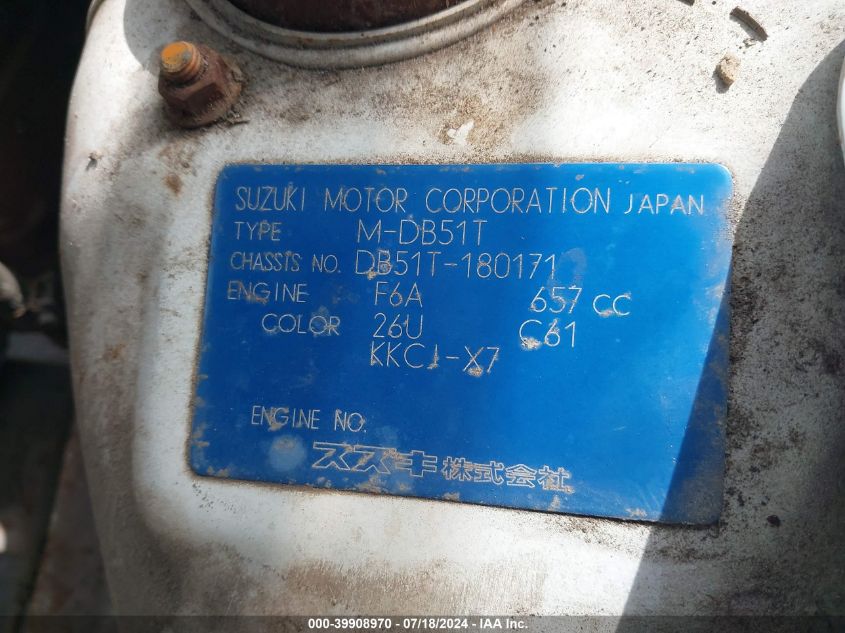 SUZUKI MOTOR CORPORATION JAPAN
TYPE M-DB51T
CHASSIS NO. DB51T-180171
ENGINE F6A 657 CC
COLOR 26U C61
KKCJ-X7
ENGINE NO.
スズキ株式会社
000-39908970 - 07/18/2024 - IAA Inc.